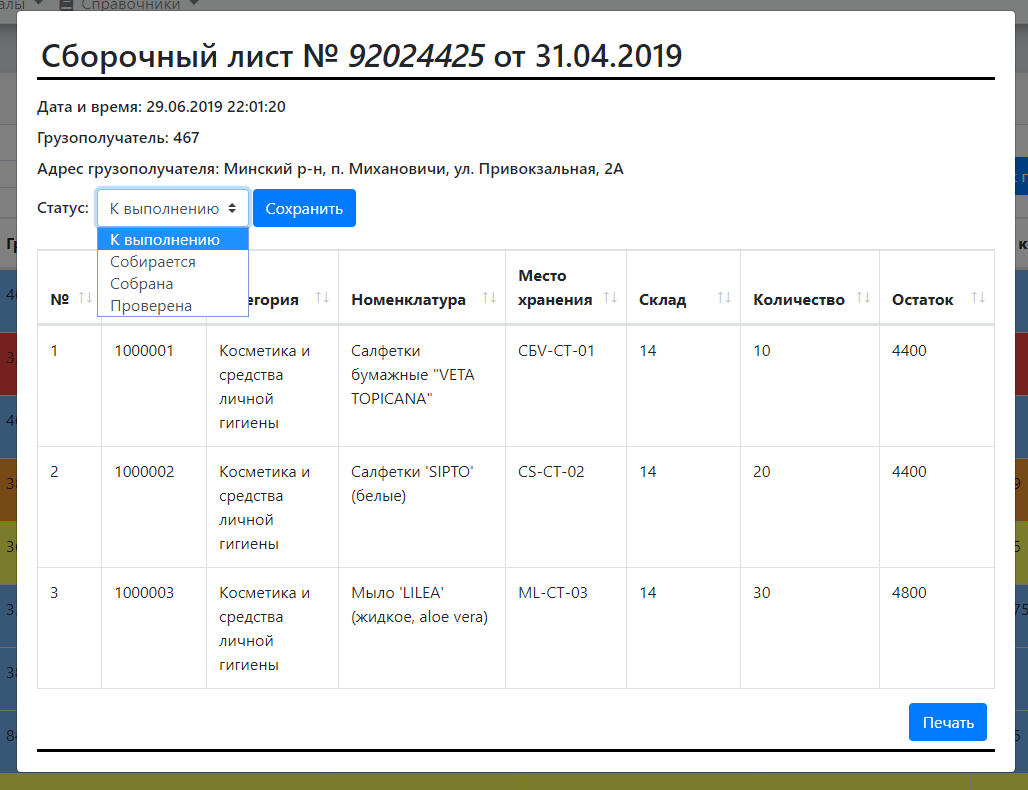 Справочники
Сборочный лист № 92024425 от 31.04.2019
Дата и время: 29.06.2019 22:01:20
Грузополучатель: 467
Адрес грузополучателя: Минский р-н, п. Михановичи, ул. Привокзальная, 2А
Статус: К выполнению Сохранить
К выполнению
Собирается
Собрана
Проверена
№ Номенклатура Место хранения Склад Количество Остаток
1 1000001 Косметика и Салфетки СБV-СТ-01 14 10 4400
средства бумажные "VETA
личной TOPICANA"
гигиены
2 1000002 Косметика и Салфетки 'SIPTO' CS-CT-02 14 20 4400
средства (белые)
личной
гигиены
3 1000003 Косметика и Мыло 'LILEA' ML-CT-03 14 30 4800
средства (жидкое, aloe vera)
личной
гигиены
Печать